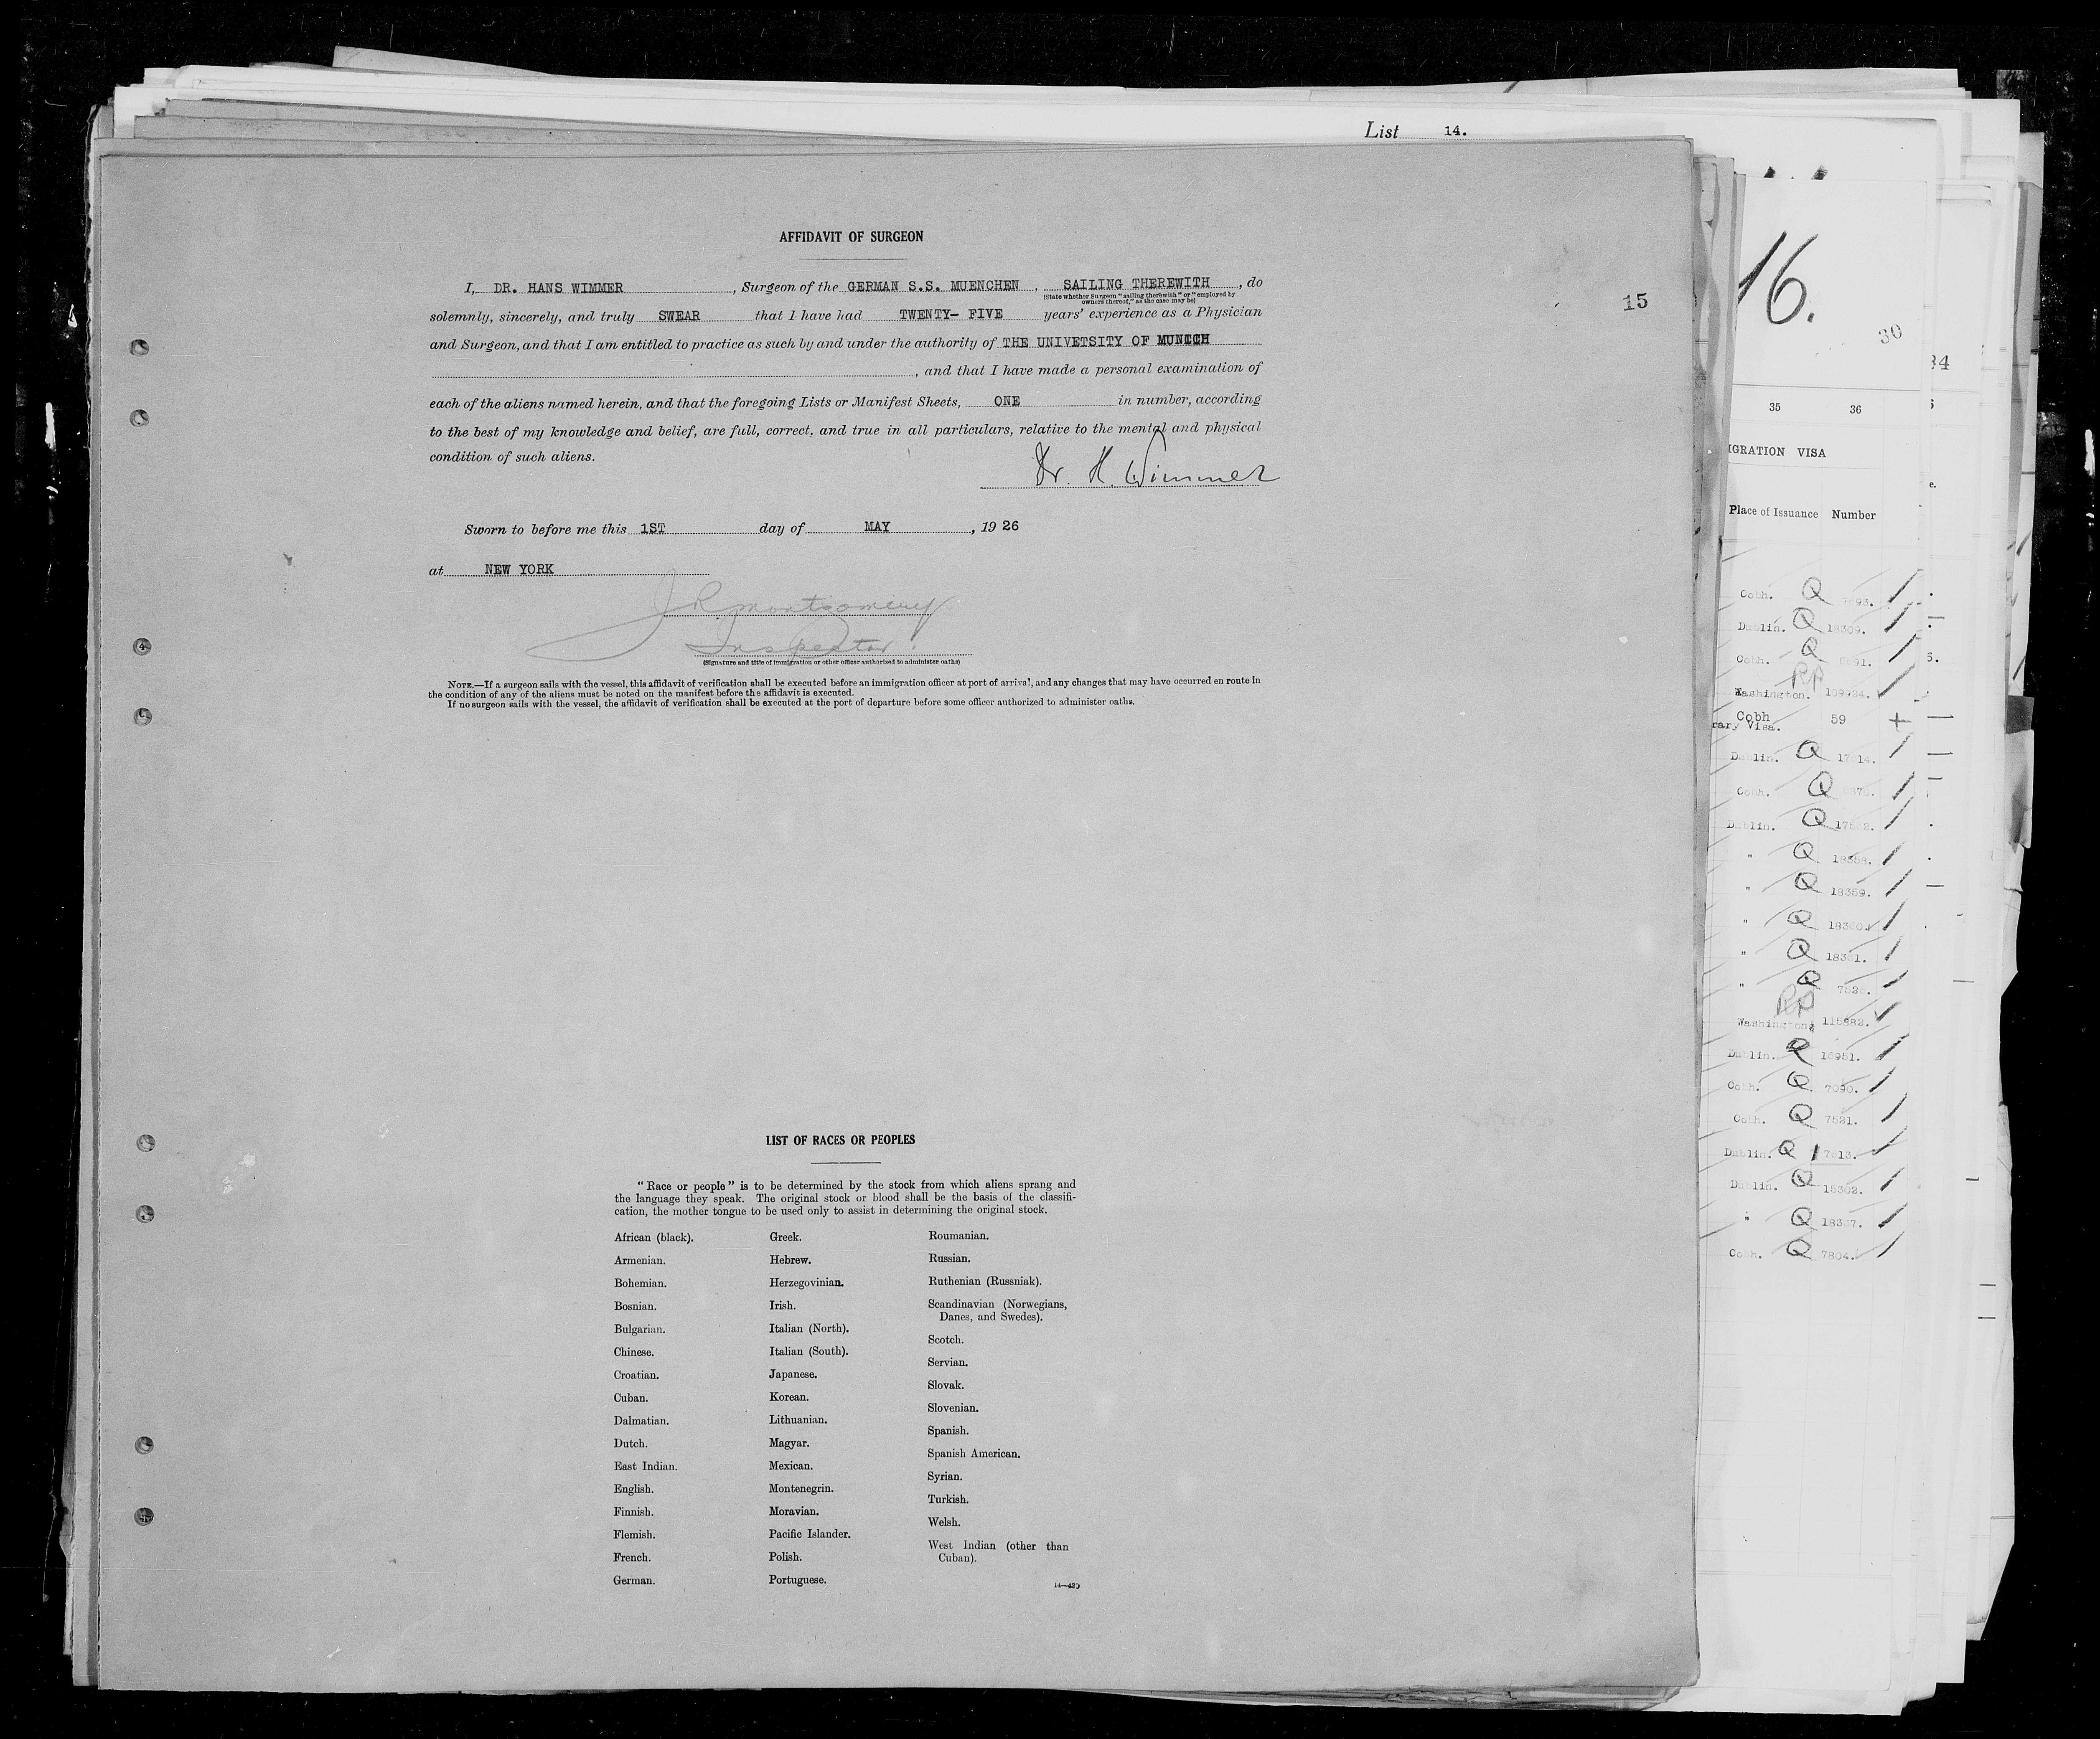 List 14.
AFFIDAVIT OF SURGEON
I, DR. HANS WIMMER, Surgeon of the GERMAN S.S. MUENCHEN, SAILING THEREWITH, do
(State whether Surgeon "sailing therewith" or "employed by
owners thereof," as the case may be)
solemnly, sincerely, and truly SWEAR that I have had TWENTY- FIVE years' experience as a Physician
and Surgeon, and that I am entitled to practice as such by and under the authority of THE UNIVETSITY OF MUNICH
, and that I have made a personal examination of
each of the aliens named herein, and that the foregoing Lists or Manifest Sheets, ONE in number, according
to the best of my knowledge and belief, are full, correct, and true in all particulars, relative to the mental and physical
condition of such aliens.
Dr. H. Wimmer
Sworn to before me this 1ST day of MAY, 19 26
at NEW YORK
J R Montgomery
Inspector.
(Signature and title of immigration or other officer authorized to administer oaths)
NOTE.—If a surgeon sails with the vessel, this affidavit of verification shall be executed before an immigration officer at port of arrival, and any changes that may have occurred en route in
the condition of any of the aliens must be noted on the manifest before the affidavit is executed.
If no surgeon sails with the vessel, the affidavit of verification shall be executed at the port of departure before some officer authorized to administer oaths.
15
LIST OF RACES OR PEOPLES
"Race or people" is to be determined by the stock from which aliens sprang and
the language they speak. The original stock or blood shall be the basis of the classifi-
cation, the mother tongue to be used only to assist in determining the original stock.
African (black).
Armenian.
Bohemian.
Bosnian.
Bulgarian.
Chinese.
Croatian.
Cuban.
Dalmatian.
Dutch.
East Indian.
English.
Finnish.
Flemish.
French.
German.
Greek.
Hebrew.
Herzegovinian.
Irish.
Italian (North).
Italian (South).
Japanese.
Korean.
Lithuanian.
Magyar.
Mexican.
Montenegrin.
Moravian.
Pacific Islander.
Polish.
Portuguese.
Roumanian.
Russian.
Ruthenian (Russniak).
Scandinavian (Norwegians,
Danes, and Swedes).
Scotch.
Servian.
Slovak.
Slovenian.
Spanish.
Spanish American.
Syrian.
Turkish.
Welsh.
West Indian (other than
Cuban).
14—429
16.
30
35 36
IGRATION VISA
Place of Issuance Number
Cobh. Q
Dublin. Q 18309.
Cobh. Q
RP
Washington. 109924.
Cobh 59 +
rary Visa.
Dublin. Q
Cobh. Q
Dublin. Q
" Q 18358.
" Q 18359.
" Q 18360.
" Q 18361.
" Q
RP
Washington 115882.
Dublin. Q 16951.
Cobh. Q 7090.
Cobh. Q 7521.
Dublin. Q 17613.
Dublin. Q 18302.
" Q
Cobh. Q 7804.